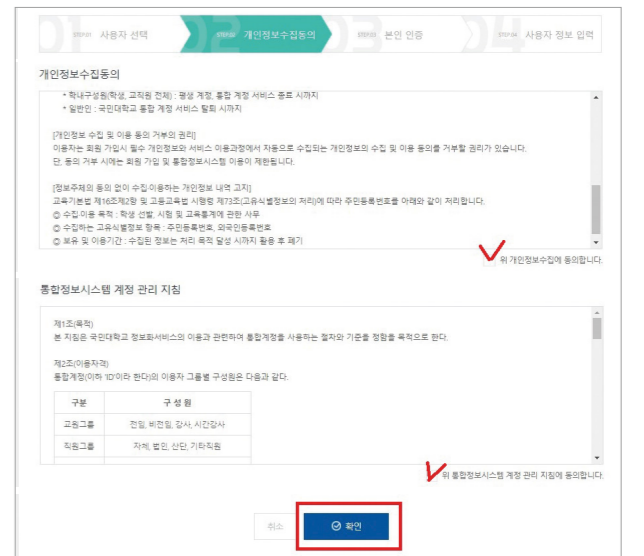 01 STEP.01 사용자 선택
02 STEP.02 개인정보수집동의
03 STEP.03 본인 인증
04 STEP.04 사용자 정보 입력
개인정보수집동의
* 학내구성원(학생, 교직원 전체) : 평생 계정, 통합 계정 서비스 종료 시까지
* 일반인 : 국민대학교 통합 계정 서비스 탈퇴 시까지
[개인정보 수집 및 이용 동의 거부의 권리]
이용자는 회원 가입시 필수 개인정보와 서비스 이용과정에서 자동으로 수집되는 개인정보의 수집 및 이용 동의를 거부할 권리가 있습니다.
단, 동의 거부 시에는 회원 가입 및 통합정보시스템 이용이 제한됩니다.
[정보주체의 동의 없이 수집·이용하는 개인정보 내역 고지]
교육기본법 제16조제2항 및 고등교육법 시행령 제73조(고유식별정보의 처리)에 따라 주민등록번호를 아래와 같이 처리합니다.
◎ 수집·이용 목적 : 학생 선발, 시험 및 교육통계에 관한 사무
◎ 수집하는 고유식별정보 항목 : 주민등록번호, 외국인등록번호
◎ 보유 및 이용기간 : 수집된 정보는 처리 목적 달성 시까지 활용 후 폐기
위 개인정보수집에 동의합니다.
통합정보시스템 계정 관리 지침
제1조(목적)
본 지침은 국민대학교 정보화서비스의 이용과 관련하여 통합계정을 사용하는 절차와 기준을 정함을 목적으로 한다.
제2조(이용자격)
통합계정(이하 'ID'이라 한다)의 이용자 그룹별 구성원은 다음과 같다.
구분 구 성 원
교원그룹 전임, 비전임, 강사, 시간강사
직원그룹 자체, 법인, 산단, 기타직원
위 통합정보시스템 계정 관리 지침에 동의합니다.
취소 확인